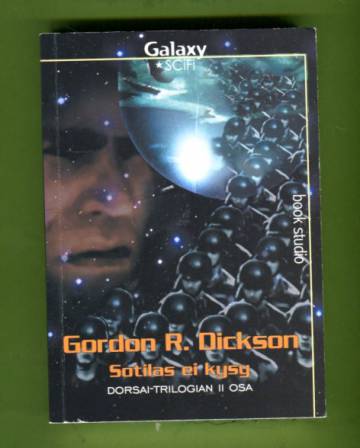 Galaxy
★SCiFi
book studio
Gordon R. Dickson
Sotilas ei kysy
DORSAI-TRILOGIAN II OSA